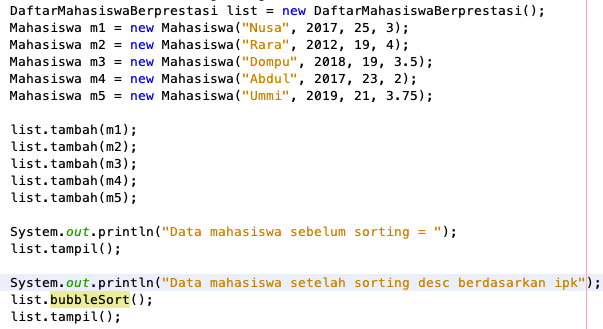 DaftarMahasiswaBerprestasi list = new DaftarMahasiswaBerprestasi();
Mahasiswa m1 = new Mahasiswa("Nusa", 2017, 25, 3);
Mahasiswa m2 = new Mahasiswa("Rara", 2012, 19, 4);
Mahasiswa m3 = new Mahasiswa("Dompu", 2018, 19, 3.5);
Mahasiswa m4 = new Mahasiswa("Abdul", 2017, 23, 2);
Mahasiswa m5 = new Mahasiswa("Ummi", 2019, 21, 3.75);
list.tambah(m1);
list.tambah(m2);
list.tambah(m3);
list.tambah(m4);
list.tambah(m5);
System.out.println("Data mahasiswa sebelum sorting = ");
list.tampil();
System.out.println("Data mahasiswa setelah sorting desc berdasarkan ipk");
list.bubbleSort();
list.tampil();